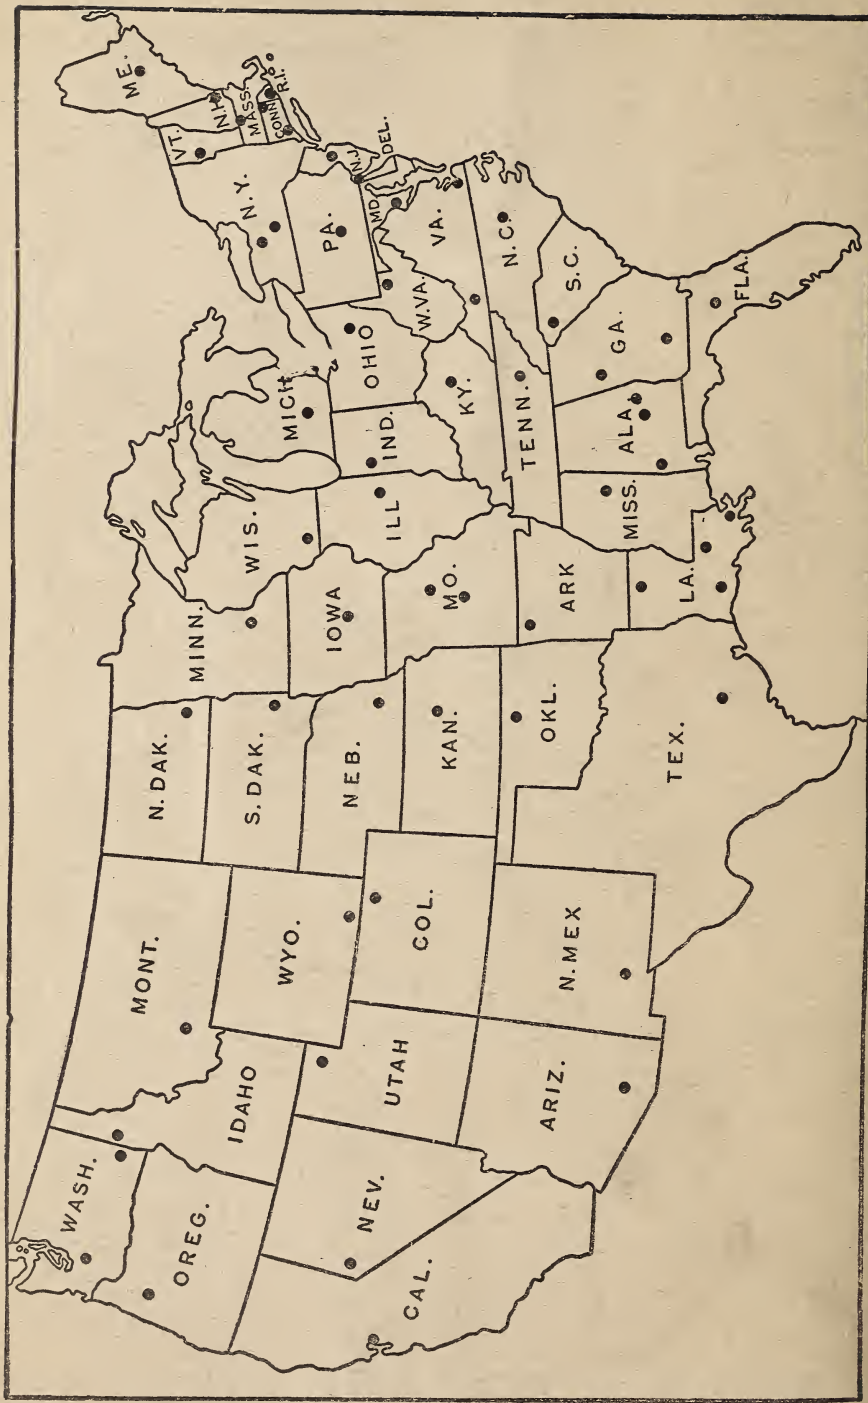 WASH.
OREG.
CAL.
NEV.
IDAHO
MONT.
WYO.
UTAH
ARIZ.
COL.
N.MEX
N.DAK.
S.DAK.
NEB.
KAN.
OKL.
TEX.
MINN.
IOWA
MO.
ARK
LA.
WIS.
ILL
MICH
IND.
OHIO
KY.
TENN.
MISS.
ALA.
GA.
FLA.
S.C.
N.C.
VA.
W.VA.
MD.
DEL.
PA.
N.J.
N.Y.
CONN.
R.I.
MASS.
VT.
N.H.
ME.